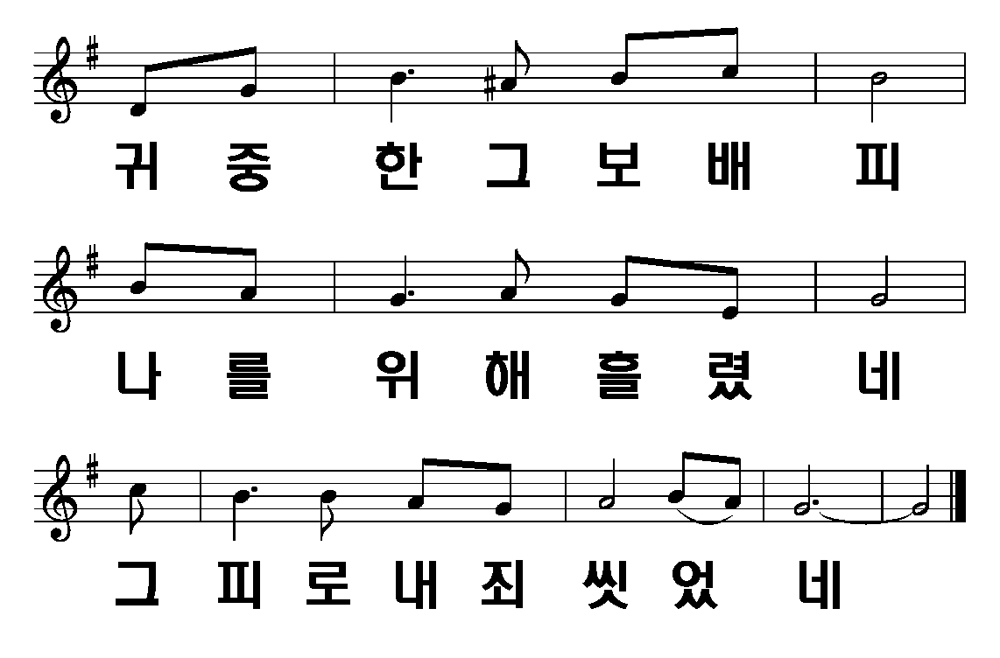 귀 중 한 그 보 배 피
나 를 위 해 흘 렸 네
그 피 로 내 죄 씻 었 네